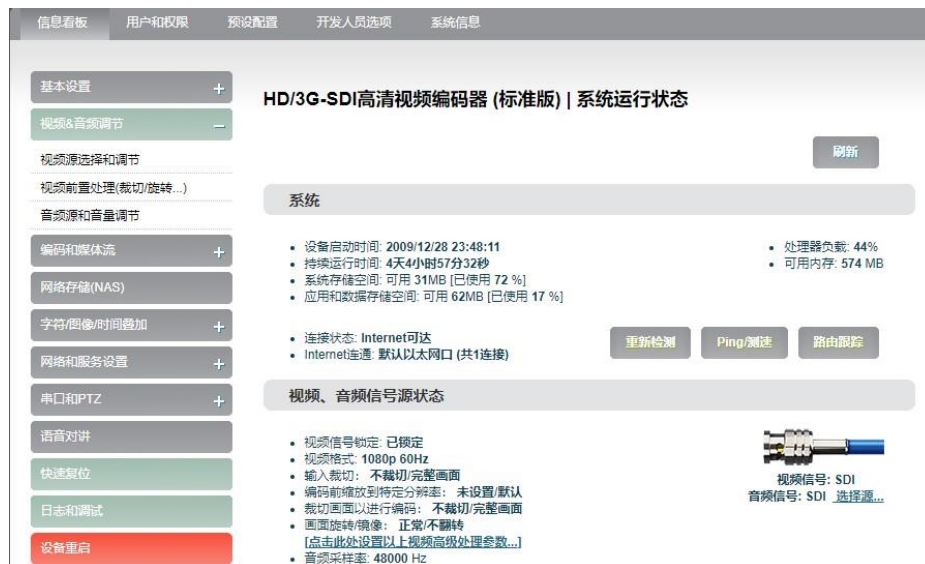 信息看板 用户和权限 预设配置 开发人员选项 系统信息
基本设置 +
视频&音频调节 −
视频源选择和调节
视频前置处理(裁切/旋转...)
音频源和音量调节
编码和媒体流 +
网络存储(NAS)
字符/图像/时间叠加 +
网络和服务设置 +
串口和PTZ +
语音对讲
快速复位
日志和调试
设备重启
HD/3G-SDI高清视频编码器 (标准版) | 系统运行状态
刷新
系统
设备启动时间: 2009/12/28 23:48:11
持续运行时间: 4天4小时57分32秒
系统存储空间: 可用 31MB [已使用 72 %]
应用和数据存储空间: 可用 62MB [已使用 17 %]
处理器负载: 44%
可用内存: 574 MB
连接状态: Internet可达
Internet连通: 默认以太网口 (共1连接)
重新检测 Ping/测速 路由跟踪
视频、音频信号源状态
视频信号锁定: 已锁定
视频格式: 1080p 60Hz
输入裁切: 不裁切/完整画面
编码前缩放到特定分辨率: 未设置/默认
裁切画面以进行编码: 不裁切/完整画面
画面旋转/镜像: 正常/不翻转
[点击此处设置以上视频高级处理参数...]
音频采样率: 48000 Hz
视频信号: SDI
音频信号: SDI 选择源...